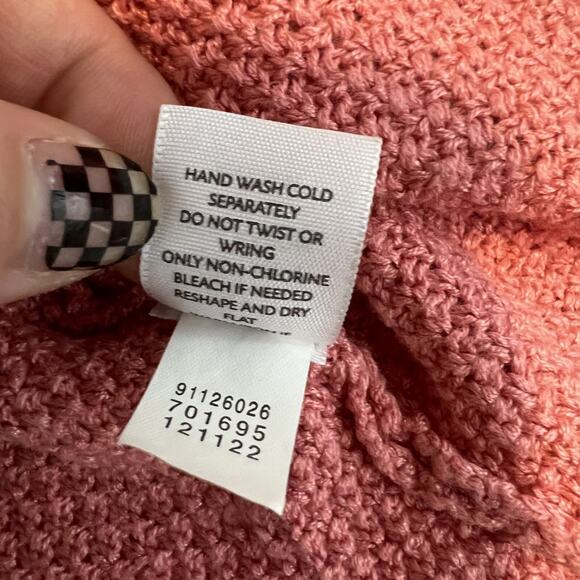 HAND WASH COLD
SEPARATELY
DO NOT TWIST OR
WRING
ONLY NON-CHLORINE
BLEACH IF NEEDED
RESHAPE AND DRY
FLAT
91126026
701695
121122